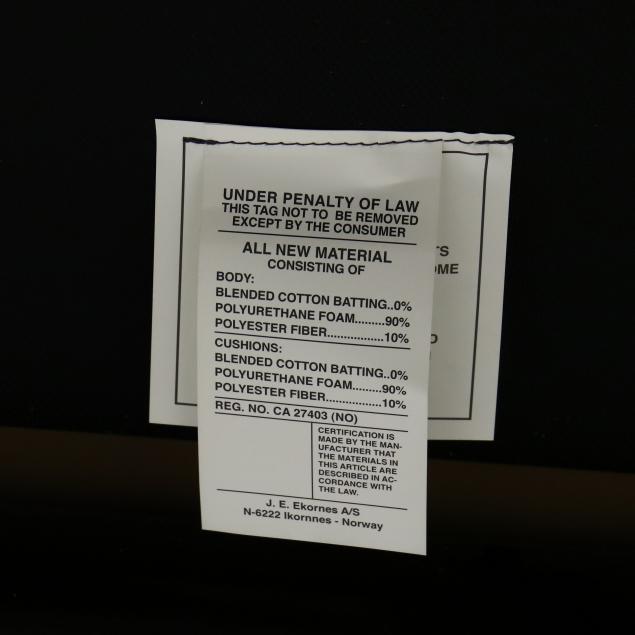 UNDER PENALTY OF LAW
THIS TAG NOT TO BE REMOVED
EXCEPT BY THE CONSUMER
ALL NEW MATERIAL
CONSISTING OF
BODY:
BLENDED COTTON BATTING..0%
POLYURETHANE FOAM.........90%
POLYESTER FIBER.................10%
CUSHIONS:
BLENDED COTTON BATTING..0%
POLYURETHANE FOAM.........90%
POLYESTER FIBER.........................10%
REG. NO. CA 27403 (NO)
CERTIFICATION IS
MADE BY THE MAN-
UFACTURER THAT
THE MATERIALS IN
THIS ARTICLE ARE
DESCRIBED IN AC-
CORDANCE WITH
THE LAW.
J. E. Ekornes A/S
N-6222 Ikornnes - Norway